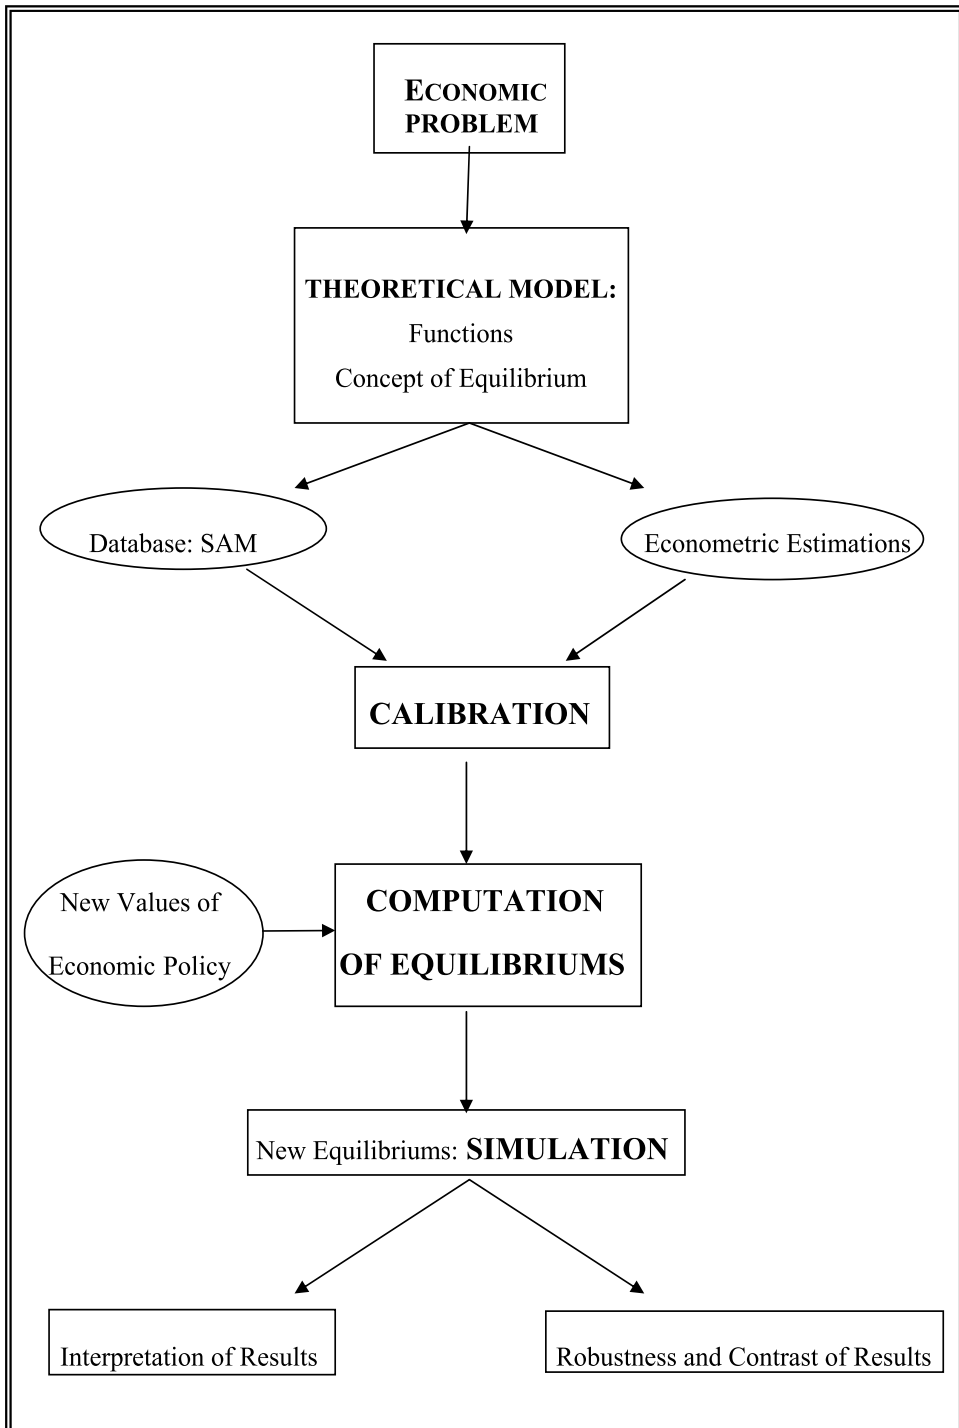 ECONOMIC
PROBLEM
THEORETICAL MODEL:
Functions
Concept of Equilibrium
Database: SAM
Econometric Estimations
CALIBRATION
New Values of
Economic Policy
COMPUTATION
OF EQUILIBRIUMS
New Equilibriums: SIMULATION
Interpretation of Results
Robustness and Contrast of Results